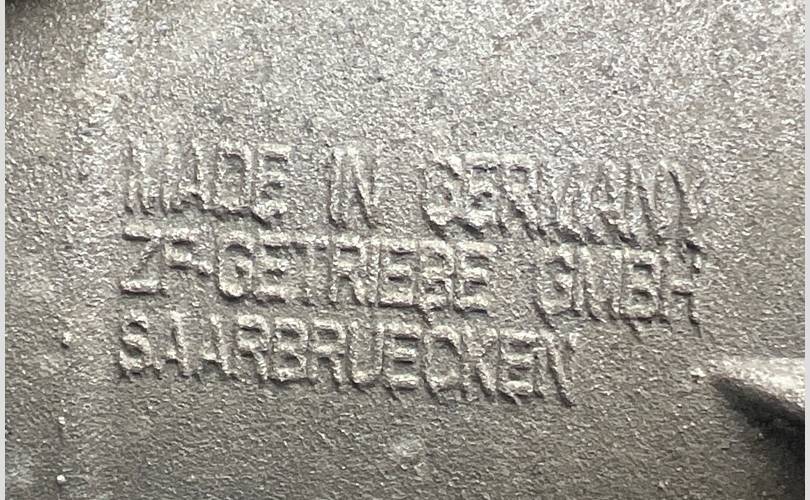 MADE IN GERMANY
ZF-GETRIEBE GMBH
SAARBRUECKEN